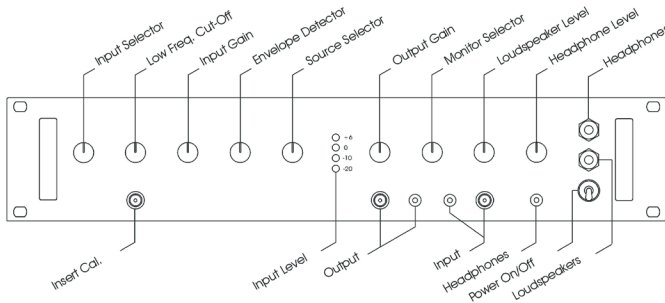 Input Selector
Low Freq. Cut-Off
Input Gain
Envelope Detector
Source Selector
Output Gain
Monitor Selector
Loudspeaker Level
Headphone Level
Headphones
+6
0
-10
-20
Insert Cal.
Input Level
Output
Input
Headphones
Power On/Off
Loudspeakers